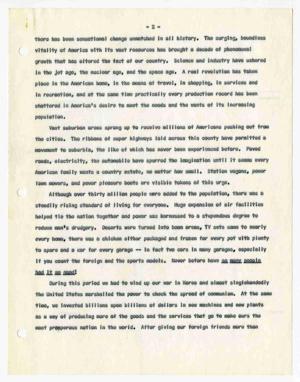 - 2 -
there has been sensational change unmatched in all history. The surging, boundless
vitality of America with its vast resources has brought a decade of phenomenal
growth that has altered the fact of our country. Science and industry have ushered
in the jet age, the nuclear age, and the space age. A real revolution has taken
place in the American home, in the means of travel, in shopping, in services and
in recreation, and at the same time practically every production record has been
shattered in America's desire to meet the needs and the wants of its increasing
population.
Vast suburban areas sprang up to receive millions of Americans pushing out from
the cities. The ribbons of super highways laid across this county have permitted a
movement to suburbia, the like of which has never been experienced before. Paved
roads, electricity, the automobile have spurred the imagination until it seems every
American family wants a country estate, no matter how small. Station wagons, power
lawn mowers, and power pleasure boats are visible tokens of this urge.
Although over thirty million people were added to the population, there was a
steadily rising standard of living for everyone. Huge expansion of air facilities
helped tie the nation together and power was harnessed to a stupendous degree to
reduce man's drudgery. Deserts were turned into boom areas, TV sets came to nearly
every home, there was a chicken either packaged and frozen for every pot with plenty
to spare and a car for every garage -- in fact two cars in many garages, especially
if you count the foreign and the sports models. Never before have so many people
had it so good!
During this period we had to wind up our war in Korea and almost singlehandedly
the United States marshalled the power to check the spread of communism. At the same
time, we invested billions upon billions of dollars in new machines and new plants
as a way of producing more of the goods and the services that go to make ours the
most prosperous nation in the world. After giving our foreign friends more than